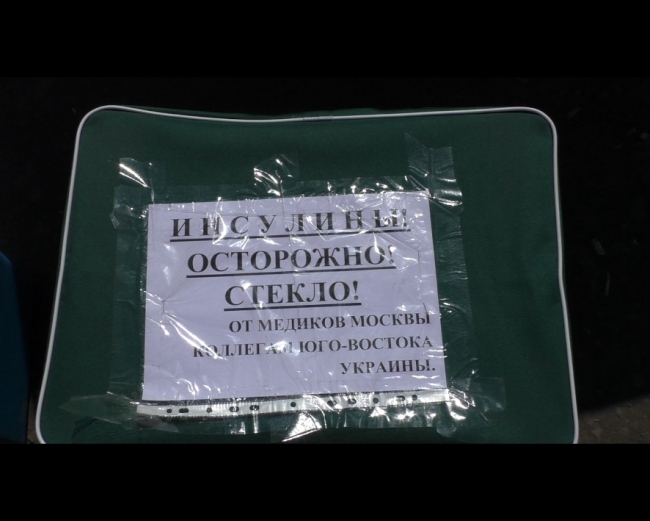 ИНСУЛИНЫ!
ОСТОРОЖНО!
СТЕКЛО!
ОТ МЕДИКОВ МОСКВЫ
КОЛЛЕГАМ ЮГО-ВОСТОКА
УКРАИНЫ.